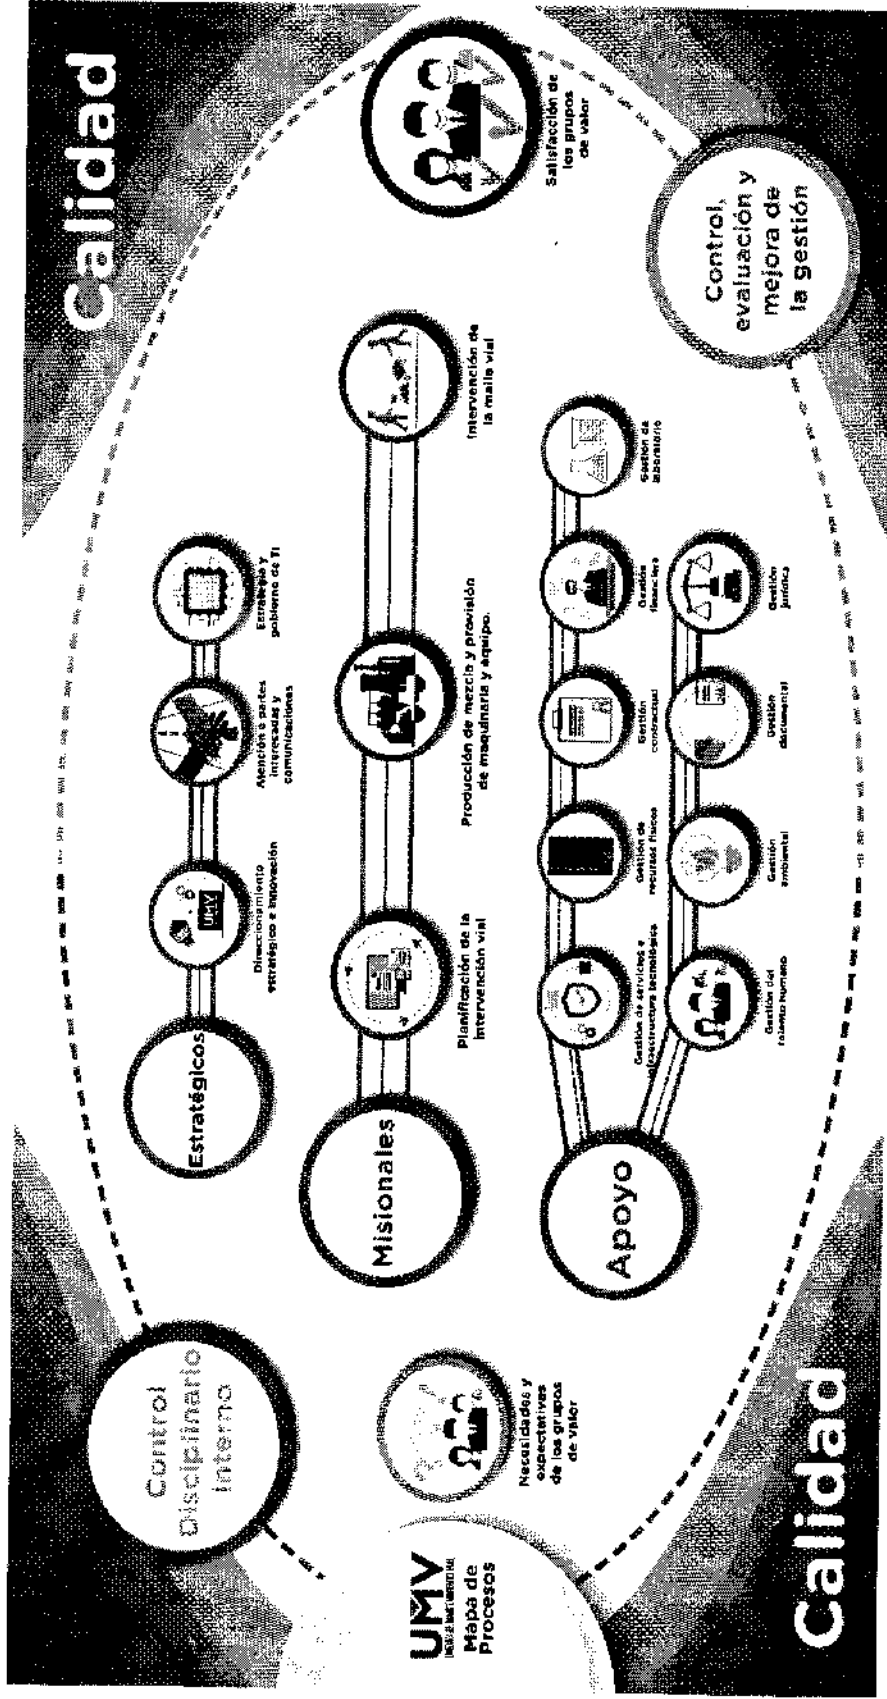 Calidad
Control
Disciplinario
Interno
Estratégicos
Direccionamiento
estratégico e innovación
Atención a partes
interesadas y
comunicaciones
Estrategia y
gobierno de TI
UMV
Mapa de
Procesos
Necesidades y
expectativas
de los grupos
de valor
Misionales
Planificación de la
intervención vial
Producción de mezcla y provisión
de maquinaria y equipo.
Intervención de
la malla vial
Satisfacción de
los grupos
de valor
Apoyo
Gestión de servicios e
infraestructura tecnológica
Gestión de
recursos físicos
Gestión
contractual
Gestión
financiera
Gestión de
laboratorio
Gestión del
talento humano
Gestión
ambiental
Gestión
documental
Gestión
jurídica
Control,
evaluación y
mejora de
la gestión
Calidad
UMV